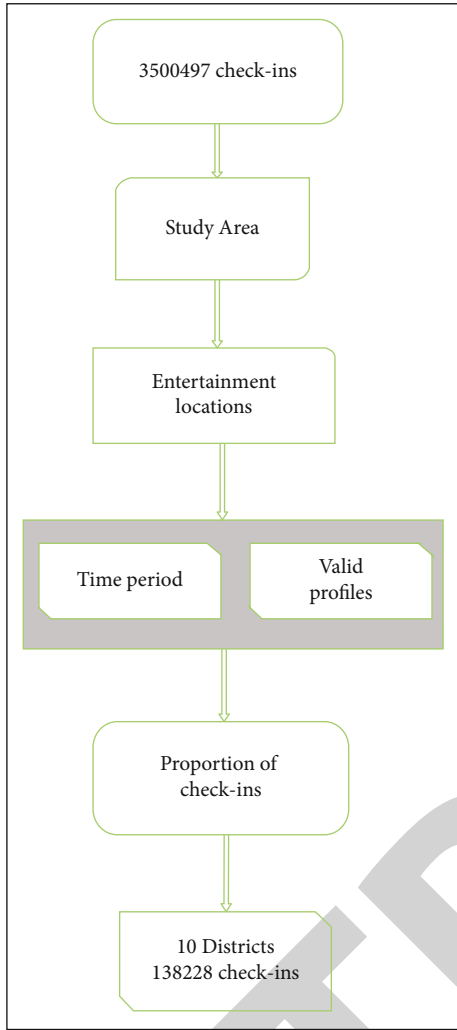 3500497 check-ins
Study Area
Entertainment
locations
Time period
Valid
profiles
Proportion of
check-ins
10 Districts
138228 check-ins